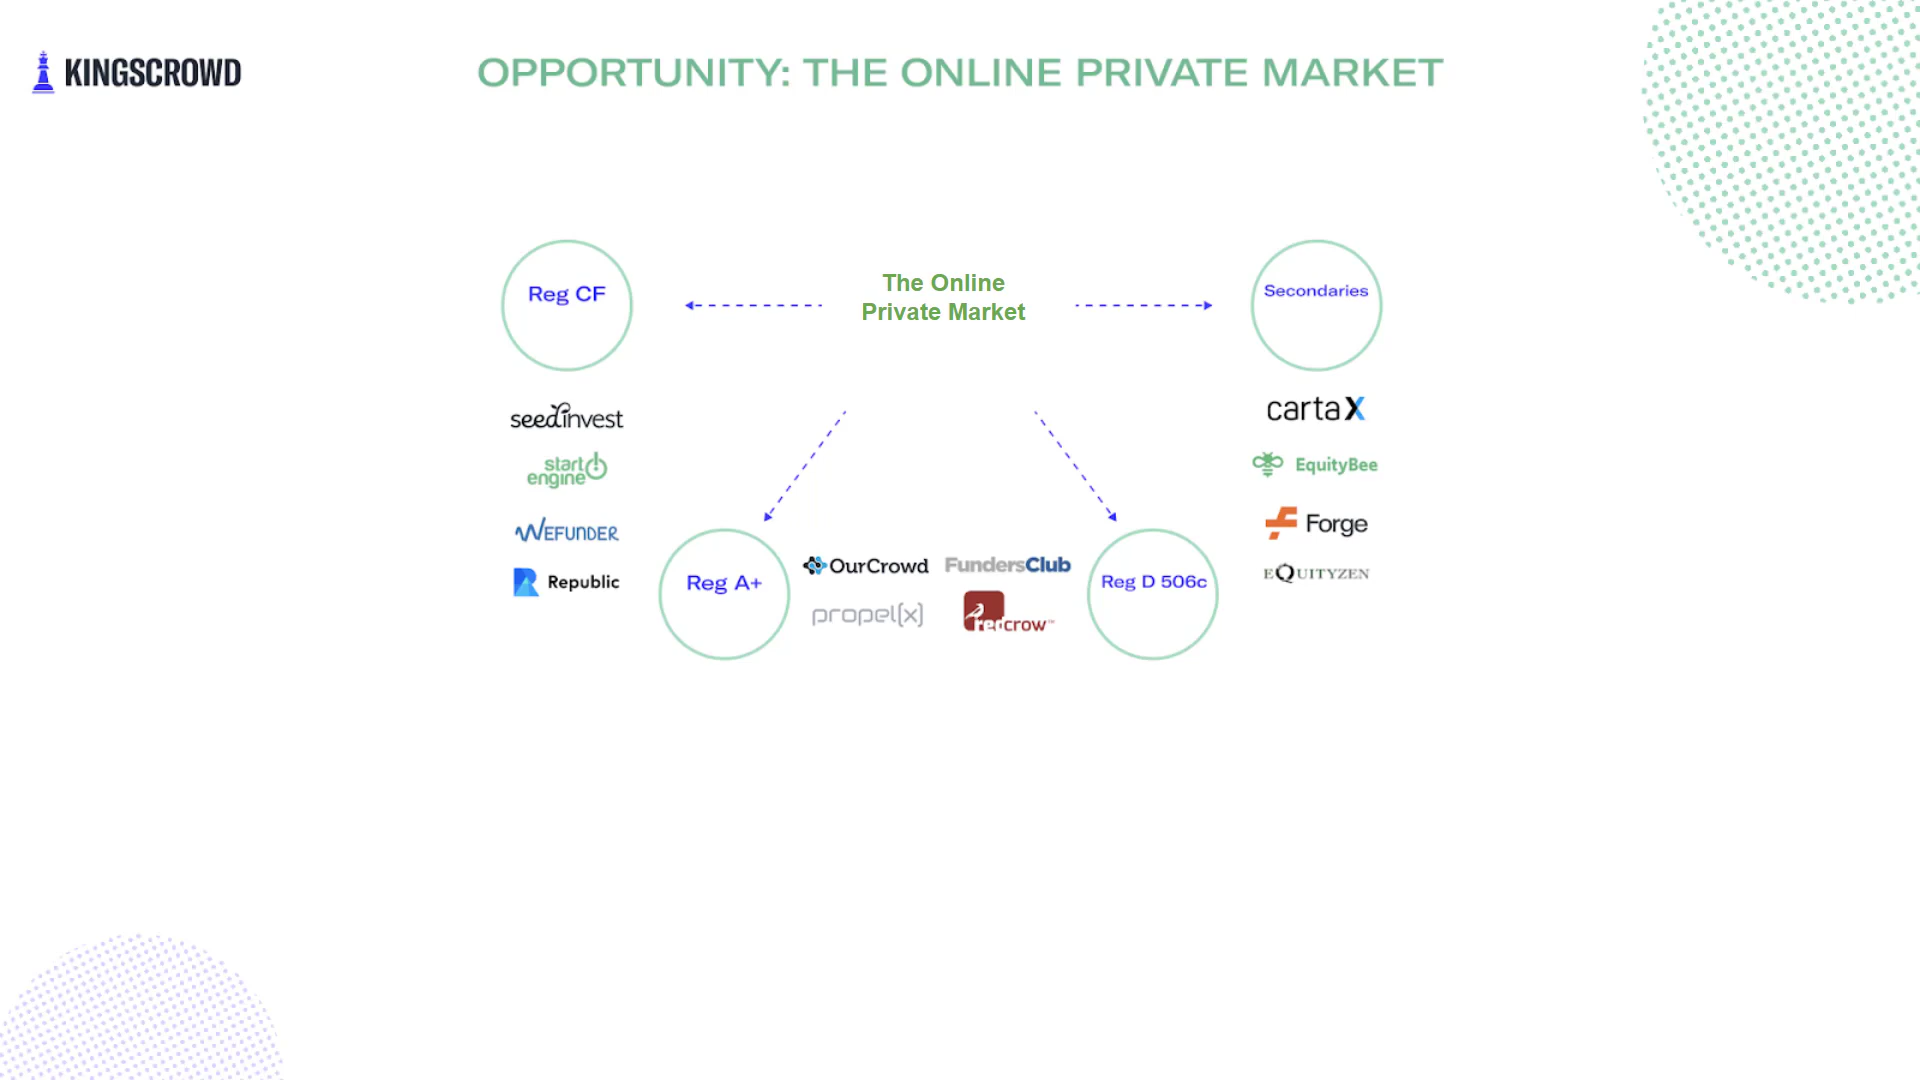 KINGSCROWD
OPPORTUNITY: THE ONLINE PRIVATE MARKET
Reg CF
The Online
Private Market
Secondaries
seedinvest
start
engine
WEFUNDER
Republic
cartaX
EquityBee
Forge
EQUITYZEN
Reg A+
OurCrowd
FundersClub
propel(x)
redcrow™
Reg D 506c